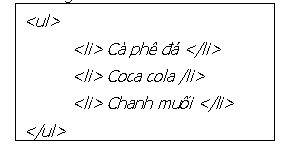 <ul>
<li> Cà phê đá </li>
<li> Coca cola /li>
<li> Chanh muối </li>
</ul>